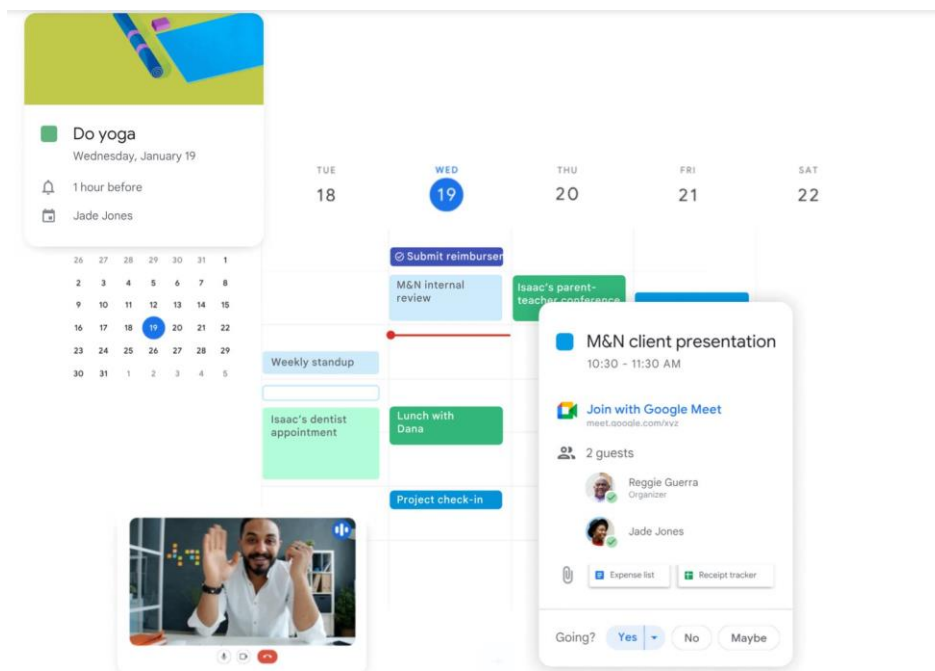 Do yoga
Wednesday, January 19
1 hour before
Jade Jones
26 27 28 29 30 31 1
2 3 4 5 6 7 8
9 10 11 12 13 14 15
16 17 18 19 20 21 22
23 24 25 26 27 28 29
30 31 1 2 3 4 5
TUE WED THU FRI SAT
18 19 20 21 22
Submit reimburser
M&N internal
review
Isaac's parent-
teacher conference
Weekly standup
Isaac's dentist
appointment
Lunch with
Dana
Project check-in
M&N client presentation
10:30 - 11:30 AM
Join with Google Meet
meet.google.com/xyz
2 guests
Reggie Guerra
Organizer
Jade Jones
Expense list
Receipt tracker
Going? Yes No Maybe